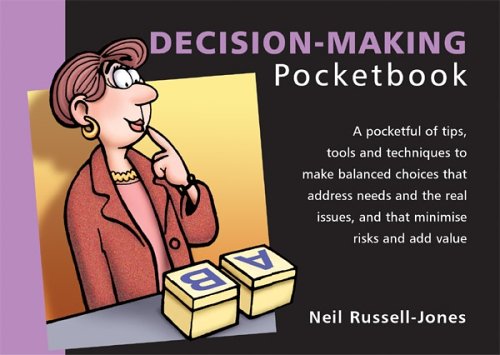 DECISION-MAKING
Pocketbook
A pocketful of tips,
tools and techniques to
make balanced choices that
address needs and the real
issues, and that minimise
risks and add value
A
B
Neil Russell-Jones